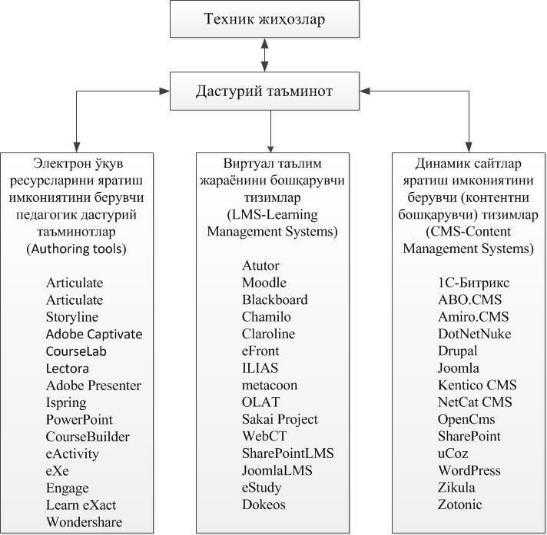 Техник жиҳозлар
Дастурий таъминот
Электрон ўқув
ресурсларини яратиш
имкониятини берувчи
педагогик дастурий
таъминотлар
(Authoring tools)
Articulate
Articulate
Storyline
Adobe Captivate
CourseLab
Lectora
Adobe Presenter
Ispring
PowerPoint
CourseBuilder
eActivity
eXe
Engage
Learn eXact
Wondershare
Виртуал таълим
жараёнини бошқарувчи
тизимлар
(LMS-Learning
Management Systems)
Atutor
Moodle
Blackboard
Chamilo
Claroline
eFront
ILIAS
metacoon
OLAT
Sakai Project
WebCT
SharePointLMS
JoomlaLMS
eStudy
Dokeos
Динамик сайтлар
яратиш имкониятини
берувчи (контентни
бошқарувчи) тизимлар
(CMS-Content
Management Systems)
1С-Битрикс
ABO.CMS
Amiro.CMS
DotNetNuke
Drupal
Joomla
Kentico CMS
NetCat CMS
OpenCms
SharePoint
uCoz
WordPress
Zikula
Zotonic